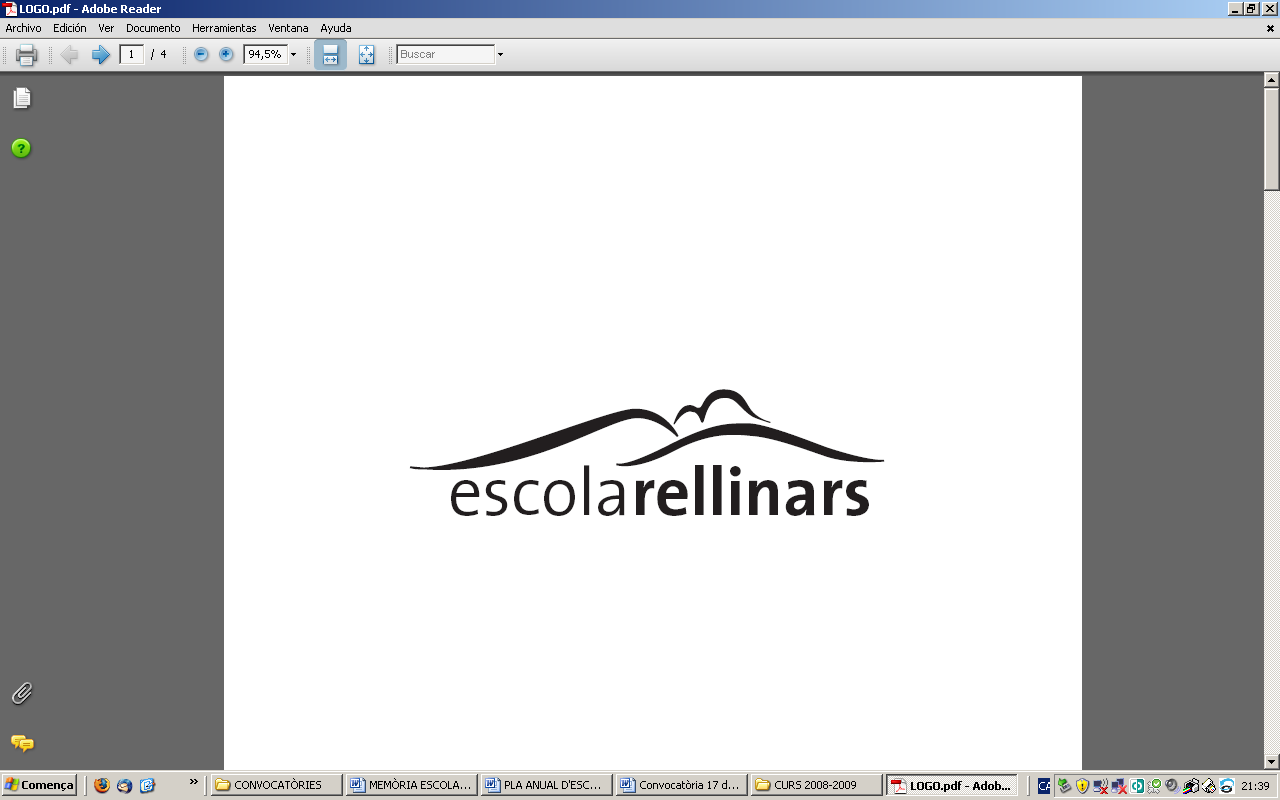 LOGO.pdf - Adobe Reader
Archivo Edición Ver Documento Herramientas Ventana Ayuda
1 / 4 94,5% Buscar
escolarellinars
Comença » CONVOCATÒRIES MEMÒRIA ESCOLA... PLA ANUAL D'ESC... Convocatòria 17 d... CURS 2008-2009 LOGO.pdf - Adob... CA 21:39